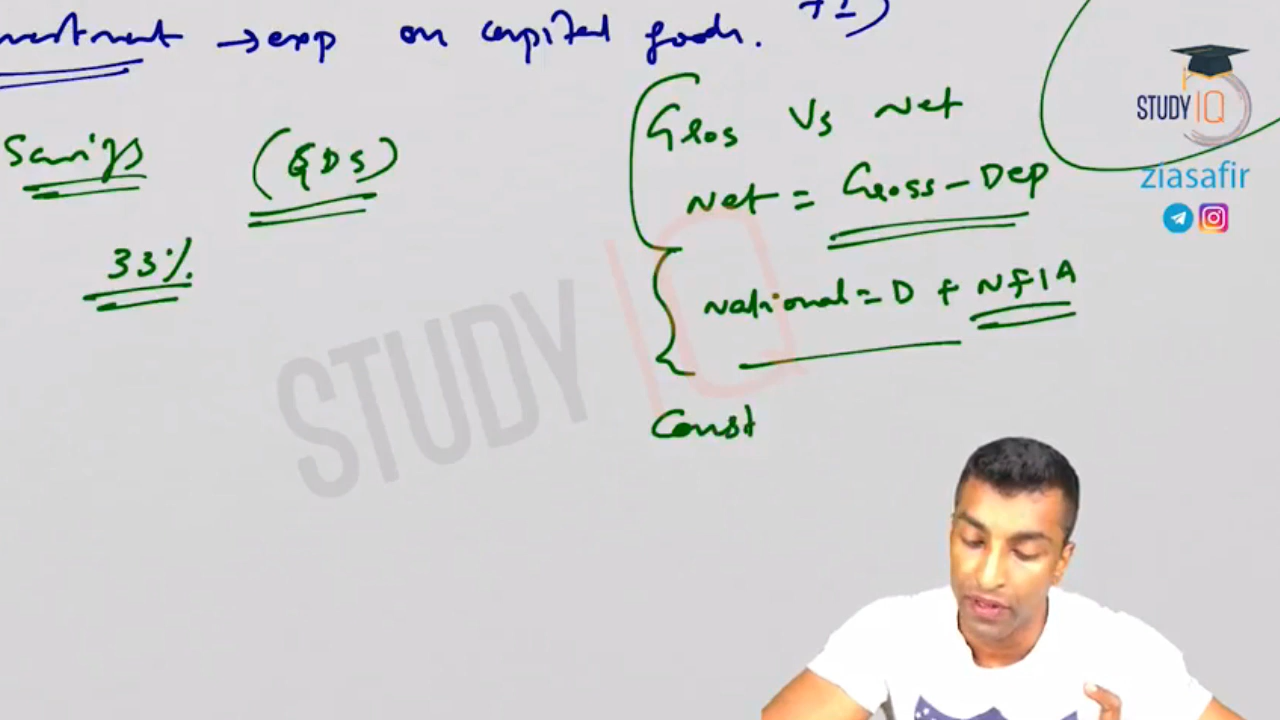 nvestment → exp on capital goods. +I)
Savings (GDS)
33%
Gros Vs Net
Net = Gross - Dep
National = D + NFIA
Const
STUDY IQ
ziasafir
STUDY IQ